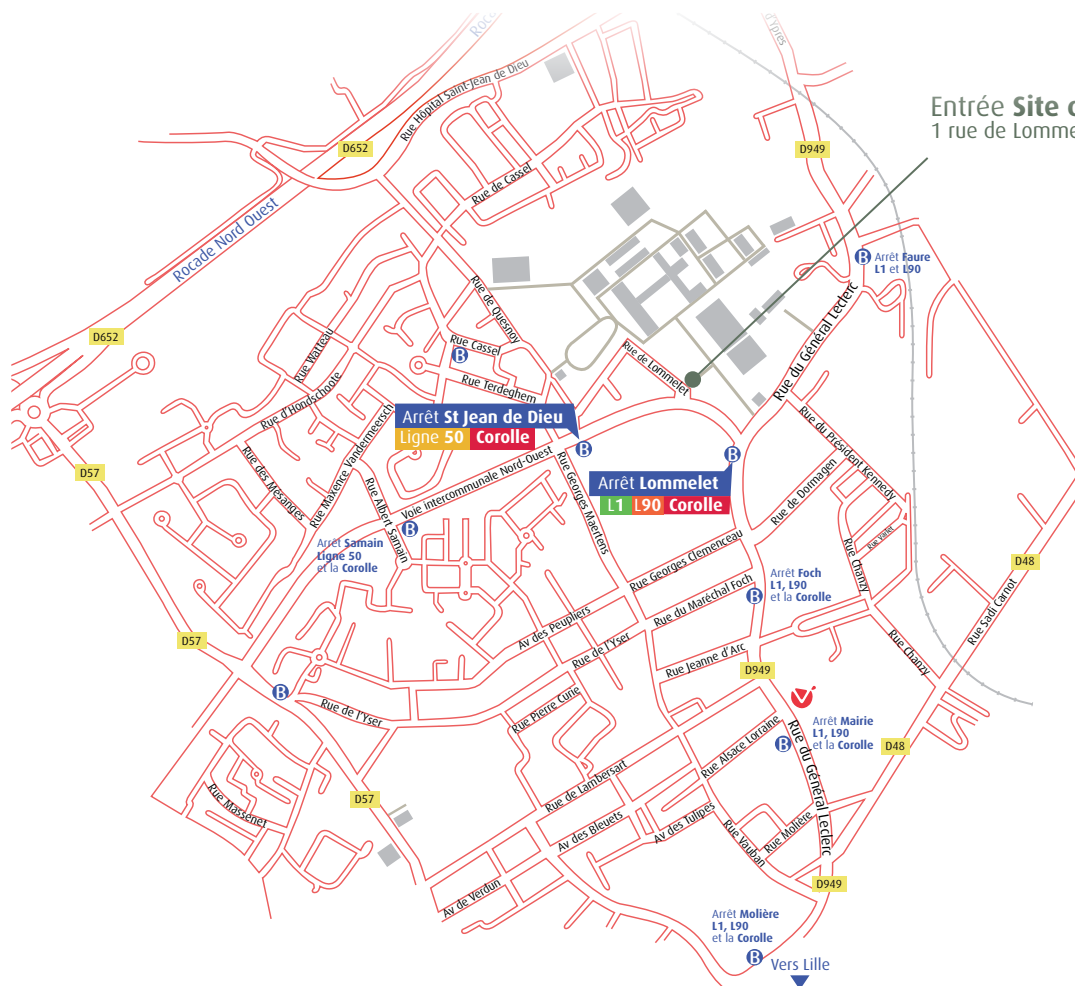 Roca
d'Ypres
Rue Hôpital Saint-Jean de Dieu
Entrée Site d
1 rue de Lomme
D652
D949
Rue de Cassel
Rocade Nord Ouest
B
Arrêt Faure
L1 et L90
Rue de Quesnoy
Rue du Général Leclerc
D652
Rue Watteau
Rue Cassel
B
Rue de Lommelet
Rue Terdeghem
Rue d'Hondschoote
Arrêt St Jean de Dieu
Ligne 50 Corolle
B
Rue du Président Kennedy
Rue Maxence Vandermeersch
D57
Rue des Mésanges
Voie intercommunale Nord-Ouest
Rue Georges Maertens
Arrêt Lommelet
L1 L90 Corolle
B
Rue de Dormagen
Rue Albert Samain
B
Arrêt Samain
Ligne 50
et la Corolle
Rue Chanzy
Rue Georges Clemenceau
D48
Rue du Maréchal Foch
Arrêt Foch
L1, L90
et la Corolle
B
Rue Sadi Carnot
Av des Peupliers
Rue de l'Yser
D57
Rue Jeanne d'Arc
Rue Chanzy
D949
B
Rue de l'Yser
Rue Pierre Curie
Arrêt Mairie
L1, L90
et la Corolle
B
D48
Rue Alsace Lorraine
Rue du Général Leclerc
Rue Massenet
D57
Rue de Lambersart
Av des Bleuets
Av des Tulipes
Rue Vauban
Rue Molière
D949
Av de Verdun
Arrêt Molière
L1, L90
et la Corolle
B
Vers Lille